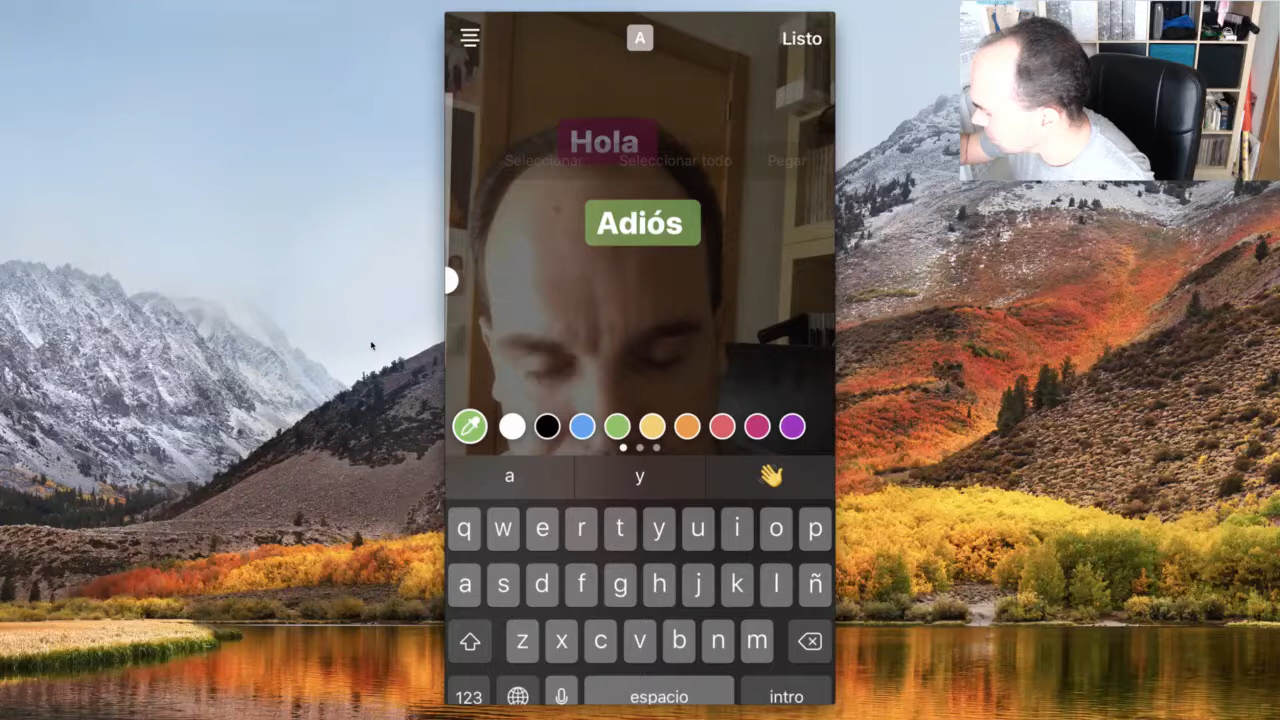 A
Listo
Hola
Seleccionar Seleccionar todo Pegar
Adiós
a y 👋
q w e r t y u i o p
a s d f g h j k l ñ
z x c v b n m
123 espacio intro